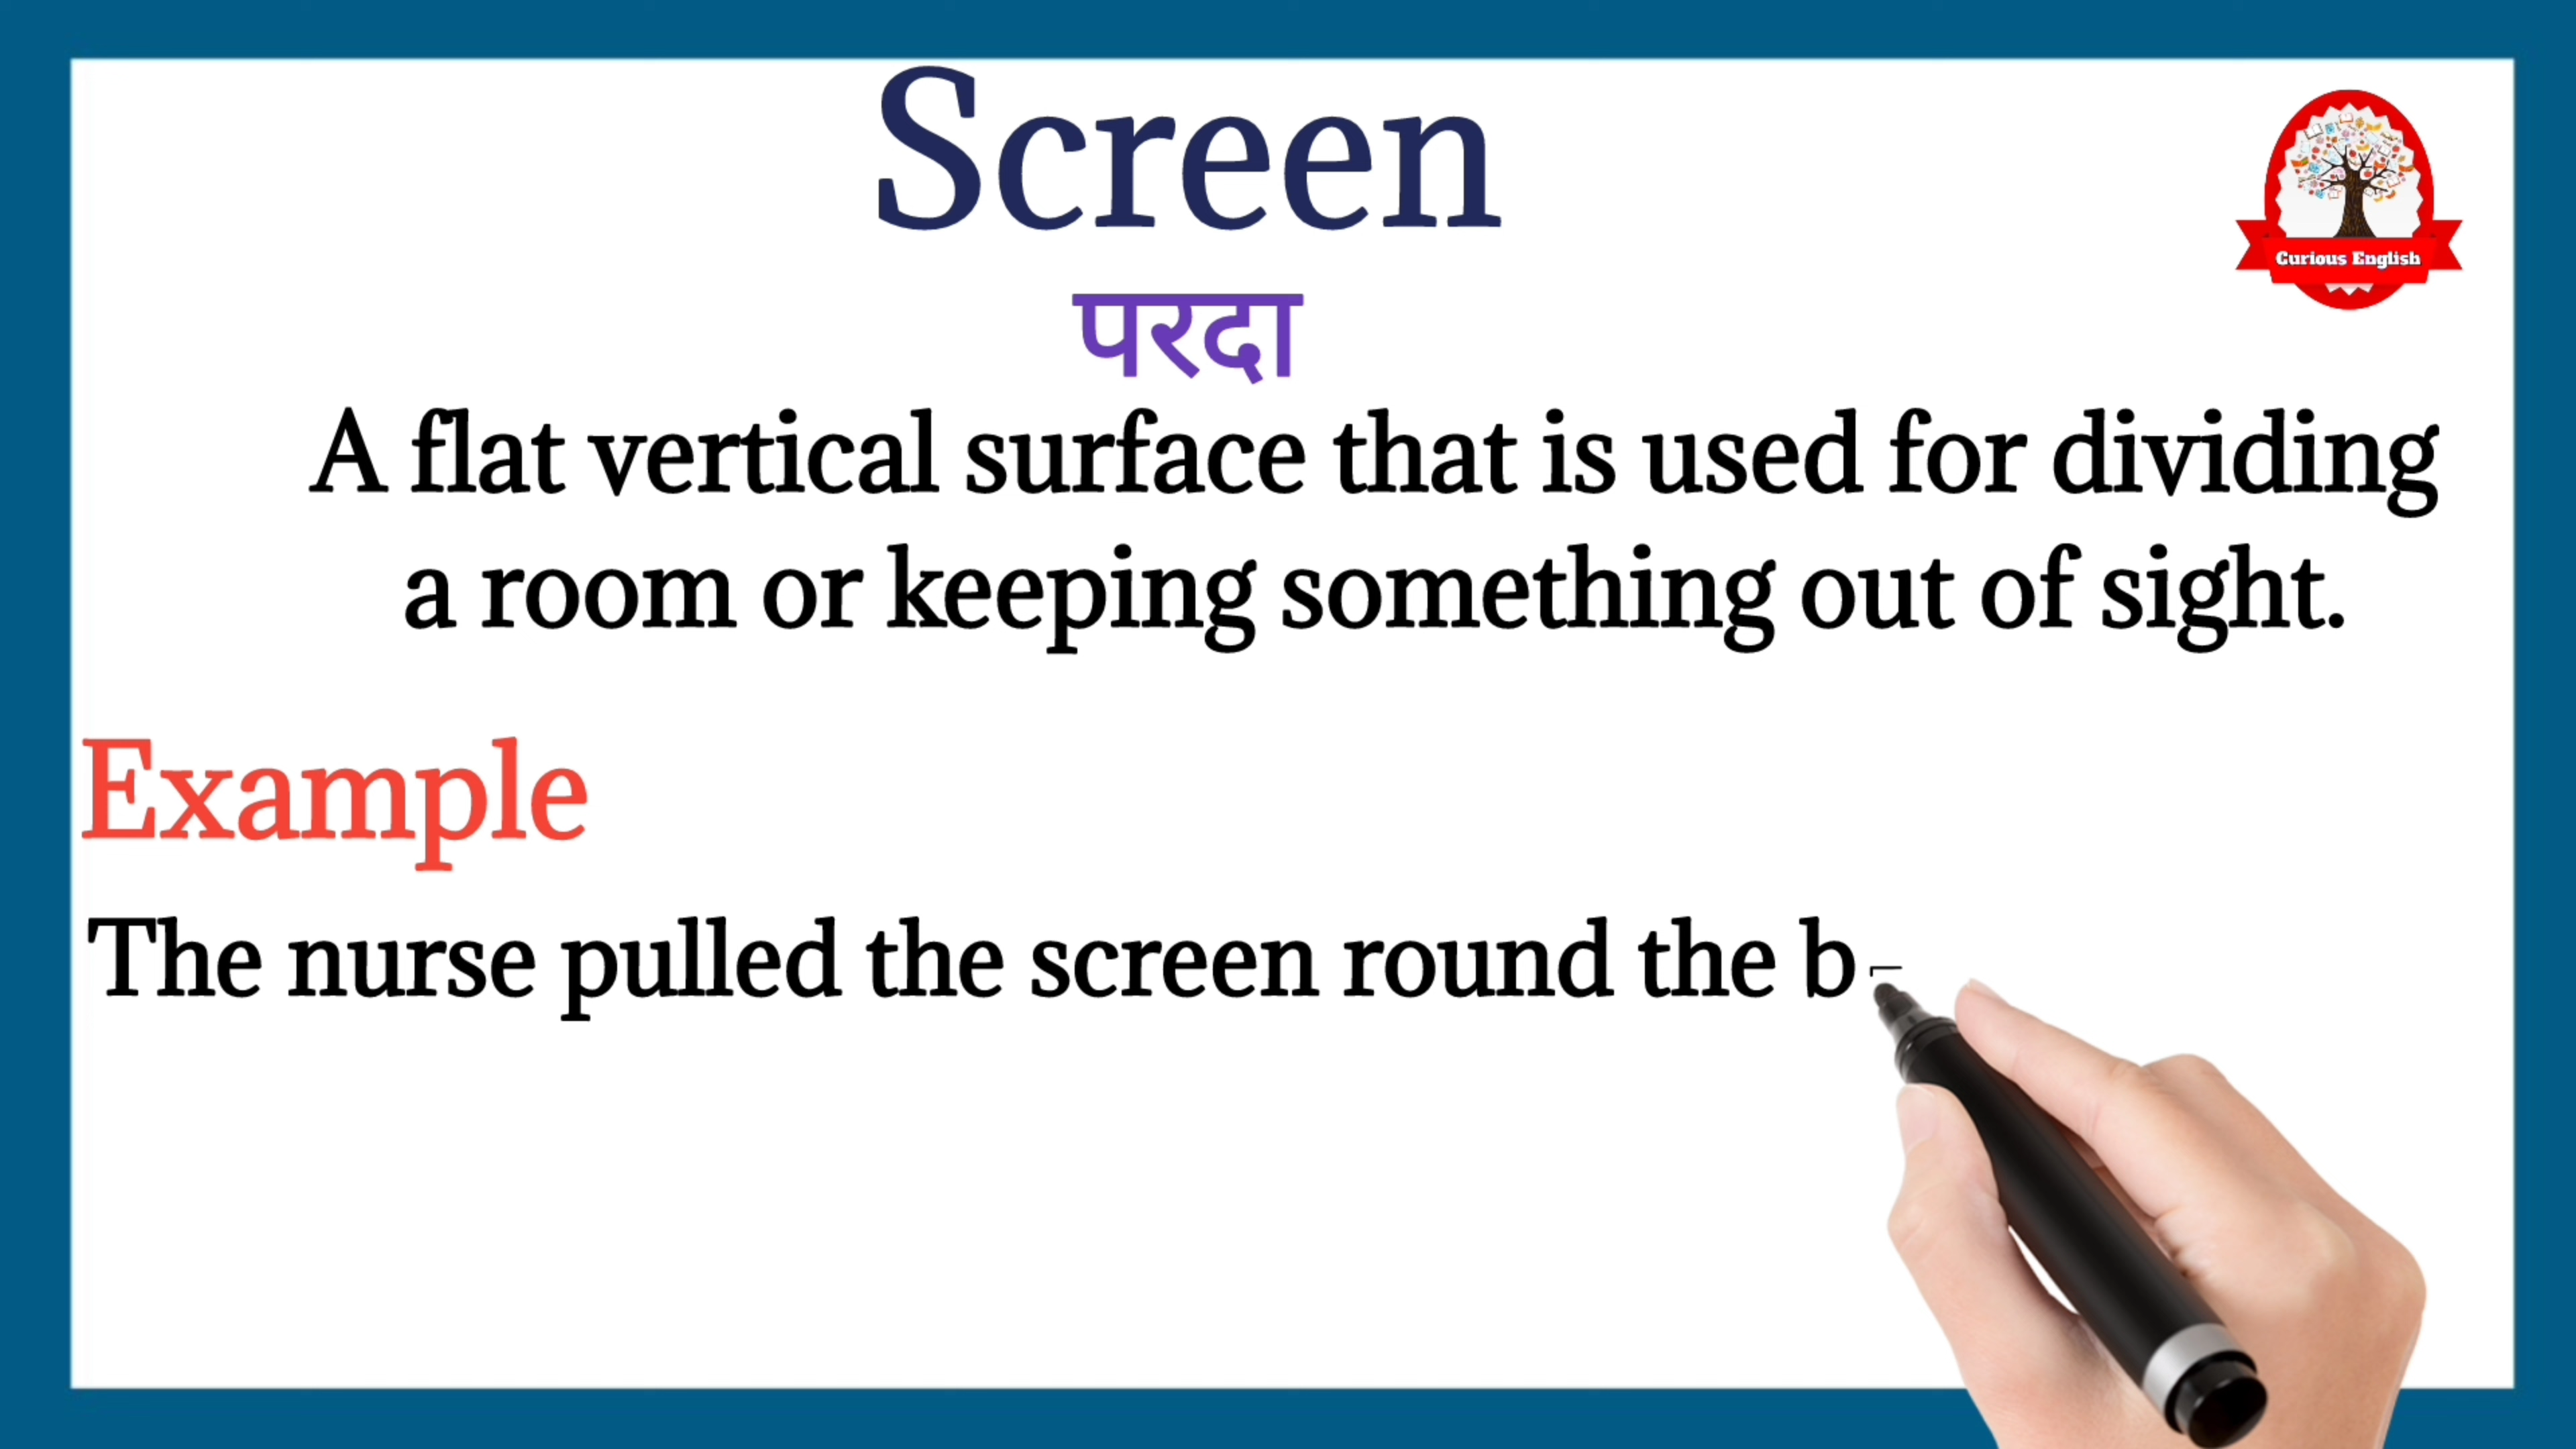 Screen
Curious English
परदा
A flat vertical surface that is used for dividing
a room or keeping something out of sight.
Example
The nurse pulled the screen round the b